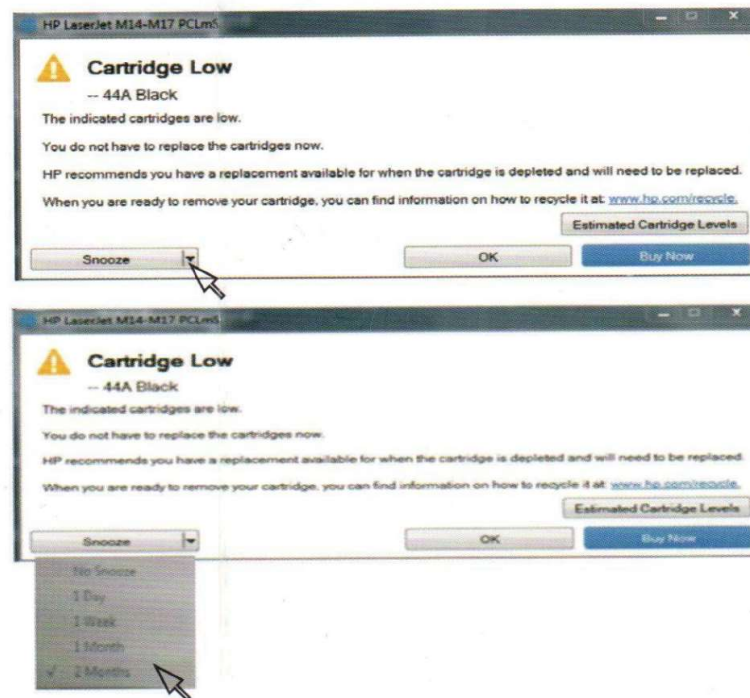 HP LaserJet M14-M17 PCLmS
Cartridge Low
-- 44A Black
The indicated cartridges are low.
You do not have to replace the cartridges now.
HP recommends you have a replacement available for when the cartridge is depleted and will need to be replaced.
When you are ready to remove your cartridge, you can find information on how to recycle it at: www.hp.com/recycle.
Estimated Cartridge Levels
Snooze OK Buy Now
HP LaserJet M14-M17 PCLmS
Cartridge Low
-- 44A Black
The indicated cartridges are low.
You do not have to replace the cartridges now.
HP recommends you have a replacement available for when the cartridge is depleted and will need to be replaced.
When you are ready to remove your cartridge, you can find information on how to recycle it at: www.hp.com/recycle.
Estimated Cartridge Levels
Snooze OK Buy Now
No Snooze
1 Day
1 Week
1 Month
✓ 2 Months